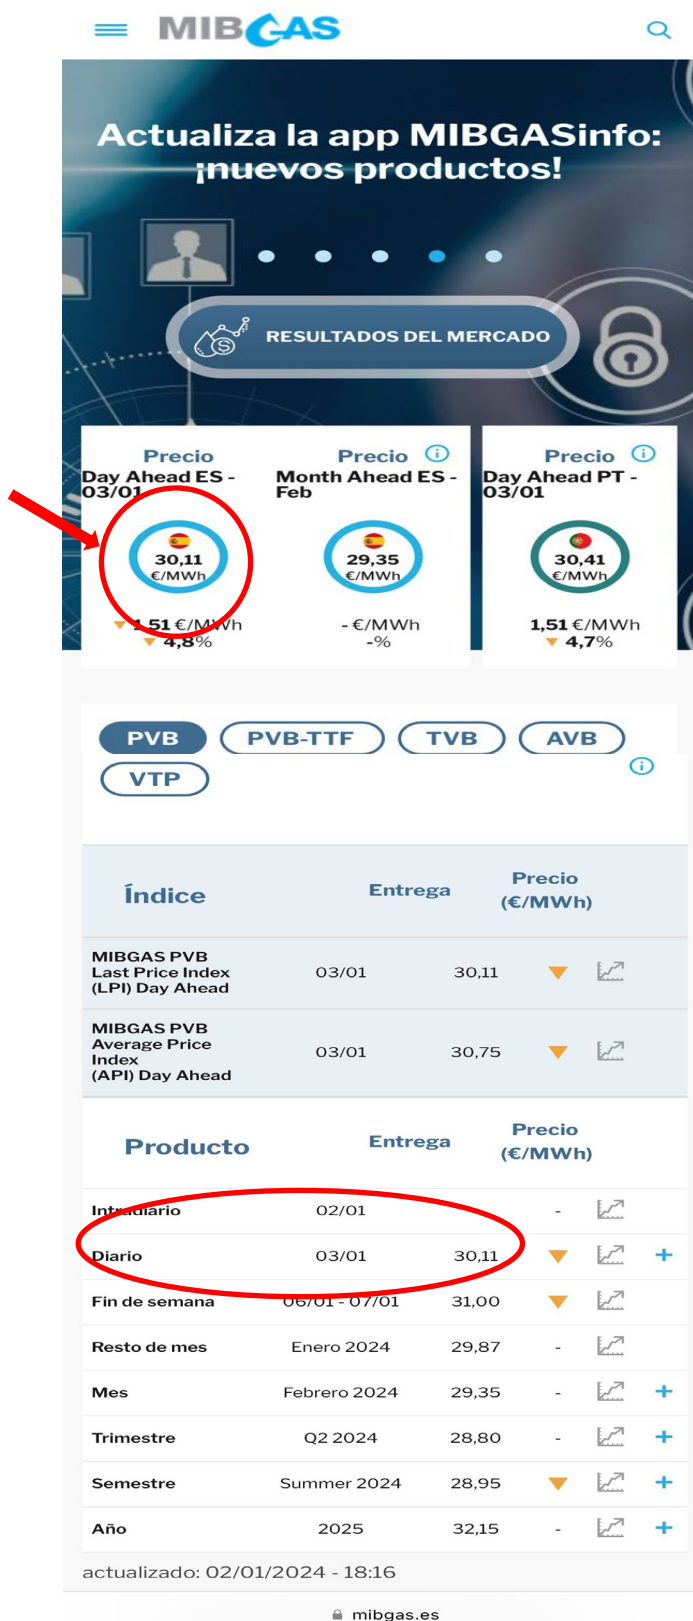 MIBGAS
Actualiza la app MIBGASinfo:
¡nuevos productos!
RESULTADOS DEL MERCADO
Precio
Day Ahead ES -
03/01
30,11
€/MWh
1,51 €/MWh
4,8%
Precio
Month Ahead ES -
Feb
29,35
€/MWh
- €/MWh
-%
Precio
Day Ahead PT -
03/01
30,41
€/MWh
1,51 €/MWh
4,7%
PVB PVB-TTF TVB AVB
VTP
Índice Entrega Precio
(€/MWh)
MIBGAS PVB
Last Price Index 03/01 30,11
(LPI) Day Ahead
MIBGAS PVB
Average Price
Index 03/01 30,75
(API) Day Ahead
Producto Entrega Precio
(€/MWh)
Intradiario 02/01 -
Diario 03/01 30,11 +
Fin de semana 06/01 - 07/01 31,00
Resto de mes Enero 2024 29,87 -
Mes Febrero 2024 29,35 - +
Trimestre Q2 2024 28,80 - +
Semestre Summer 2024 28,95 +
Año 2025 32,15 - +
actualizado: 02/01/2024 - 18:16
mibgas.es